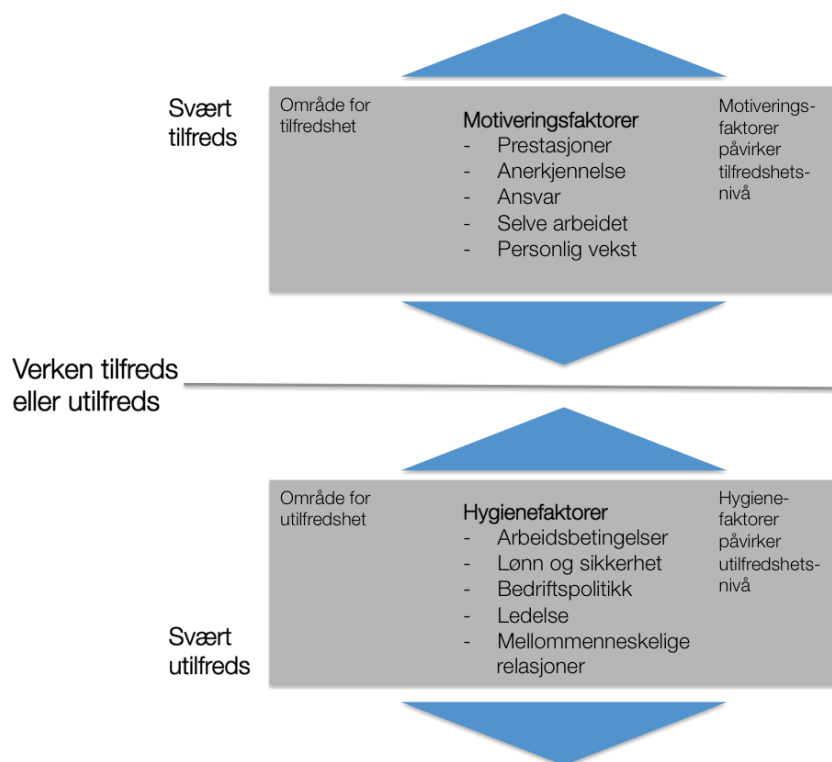 Svært
tilfreds
Område for
tilfredshet
Motiveringsfaktorer
- Prestasjoner
- Anerkjennelse
- Ansvar
- Selve arbeidet
- Personlig vekst
Motiverings-
faktorer
påvirker
tilfredshets-
nivå
Verken tilfreds
eller utilfreds
Område for
utilfredshet
Hygienefaktorer
- Arbeidsbetingelser
- Lønn og sikkerhet
- Bedriftspolitikk
- Ledelse
- Mellommenneskelige
relasjoner
Hygiene-
faktorer
påvirker
utilfredshets-
nivå
Svært
utilfreds